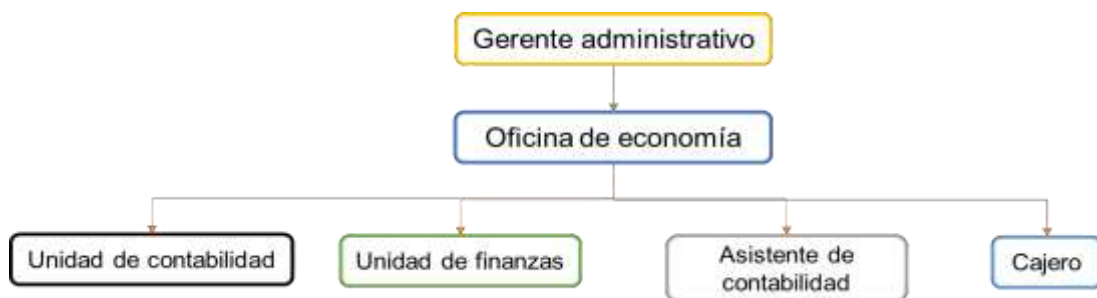 Gerente administrativo
Oficina de economía
Unidad de contabilidad
Unidad de finanzas
Asistente de
contabilidad
Cajero